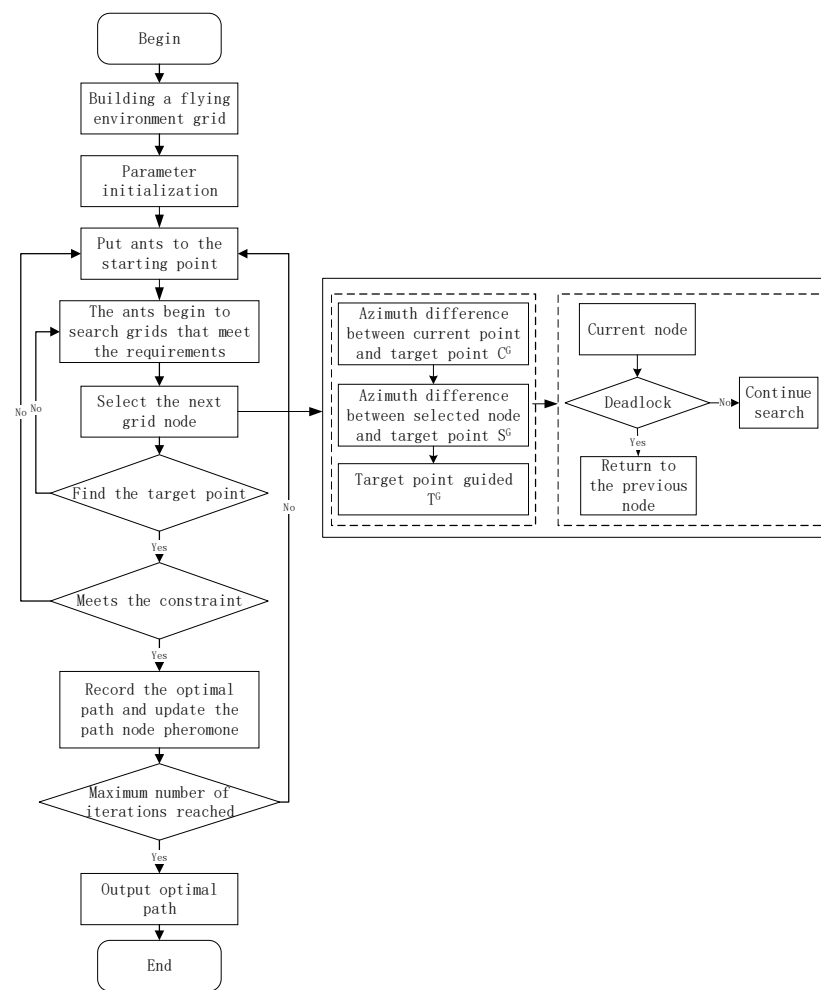 Begin
Building a flying
environment grid
Parameter
initialization
Put ants to the
starting point
The ants begin to
search grids that meet
the requirements
Select the next
grid node
No
No
Find the target point
Yes
No
Meets the constraint
Yes
Record the optimal
path and update the
path node pheromone
Maximum number of
iterations reached
Yes
Output optimal
path
End
Azimuth difference
between current point
and target point Cᴳ
Azimuth difference
between selected node
and target point Sᴳ
Target point guided
Tᴳ
Current node
Deadlock
No
Continue
search
Yes
Return to
the previous
node